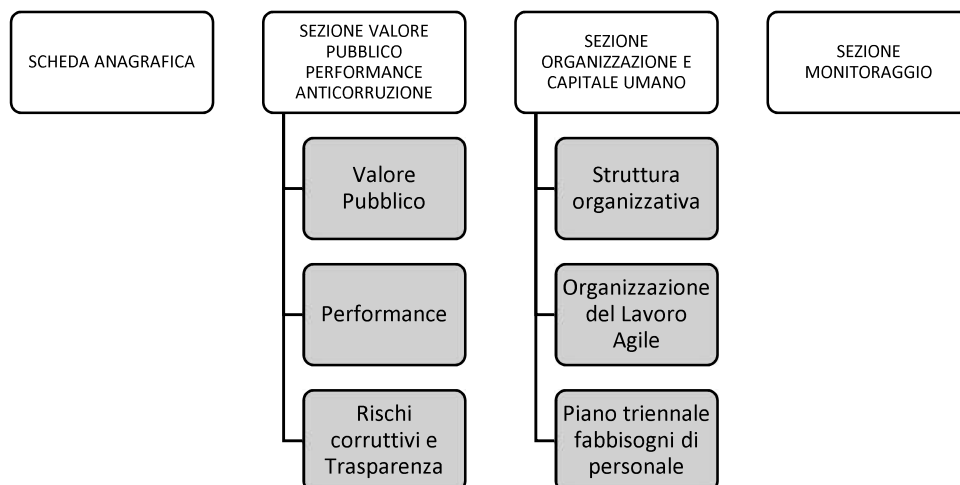 SCHEDA ANAGRAFICA
SEZIONE VALORE
PUBBLICO
PERFORMANCE
ANTICORRUZIONE
Valore
Pubblico
Performance
Rischi
corruttivi e
Trasparenza
SEZIONE
ORGANIZZAZIONE E
CAPITALE UMANO
Struttura
organizzativa
Organizzazione
del Lavoro
Agile
Piano triennale
fabbisogni di
personale
SEZIONE
MONITORAGGIO